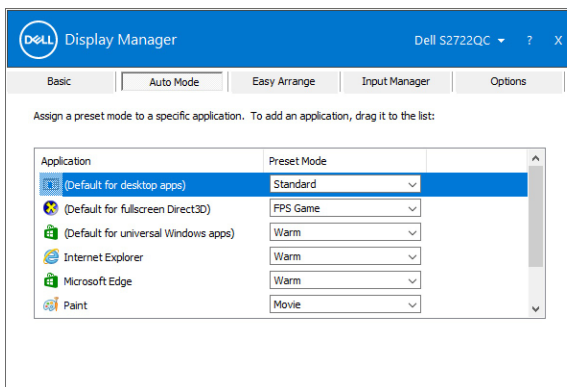 DELL Display Manager Dell S2722QC ? X
Basic Auto Mode Easy Arrange Input Manager Options
Assign a preset mode to a specific application. To add an application, drag it to the list:
Application Preset Mode
(Default for desktop apps) Standard
(Default for fullscreen Direct3D) FPS Game
(Default for universal Windows apps) Warm
Internet Explorer Warm
Microsoft Edge Warm
Paint Movie